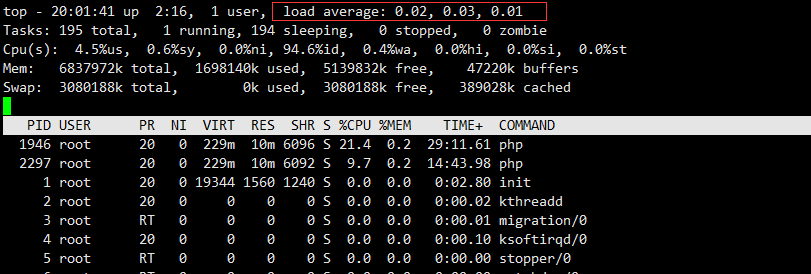 top - 20:01:41 up  2:16,  1 user,  load average: 0.02, 0.03, 0.01
Tasks: 195 total,   1 running, 194 sleeping,   0 stopped,   0 zombie
Cpu(s):  4.5%us,  0.6%sy,  0.0%ni, 94.6%id,  0.4%wa,  0.0%hi,  0.0%si,  0.0%st
Mem:   6837972k total,  1698140k used,  5139832k free,    47220k buffers
Swap:  3080188k total,        0k used,  3080188k free,   389028k cached
PID USER      PR  NI  VIRT  RES  SHR S %CPU %MEM    TIME+  COMMAND
1946 root      20   0  229m  10m 6096 S 21.4  0.2  29:11.61 php
2297 root      20   0  229m  10m 6092 S  9.7  0.2  14:43.98 php
1 root      20   0 19344 1560 1240 S  0.0  0.0   0:02.80 init
2 root      20   0     0    0    0 S  0.0  0.0   0:00.02 kthreadd
3 root      RT   0     0    0    0 S  0.0  0.0   0:00.01 migration/0
4 root      20   0     0    0    0 S  0.0  0.0   0:00.10 ksoftirqd/0
5 root      RT   0     0    0    0 S  0.0  0.0   0:00.00 stopper/0